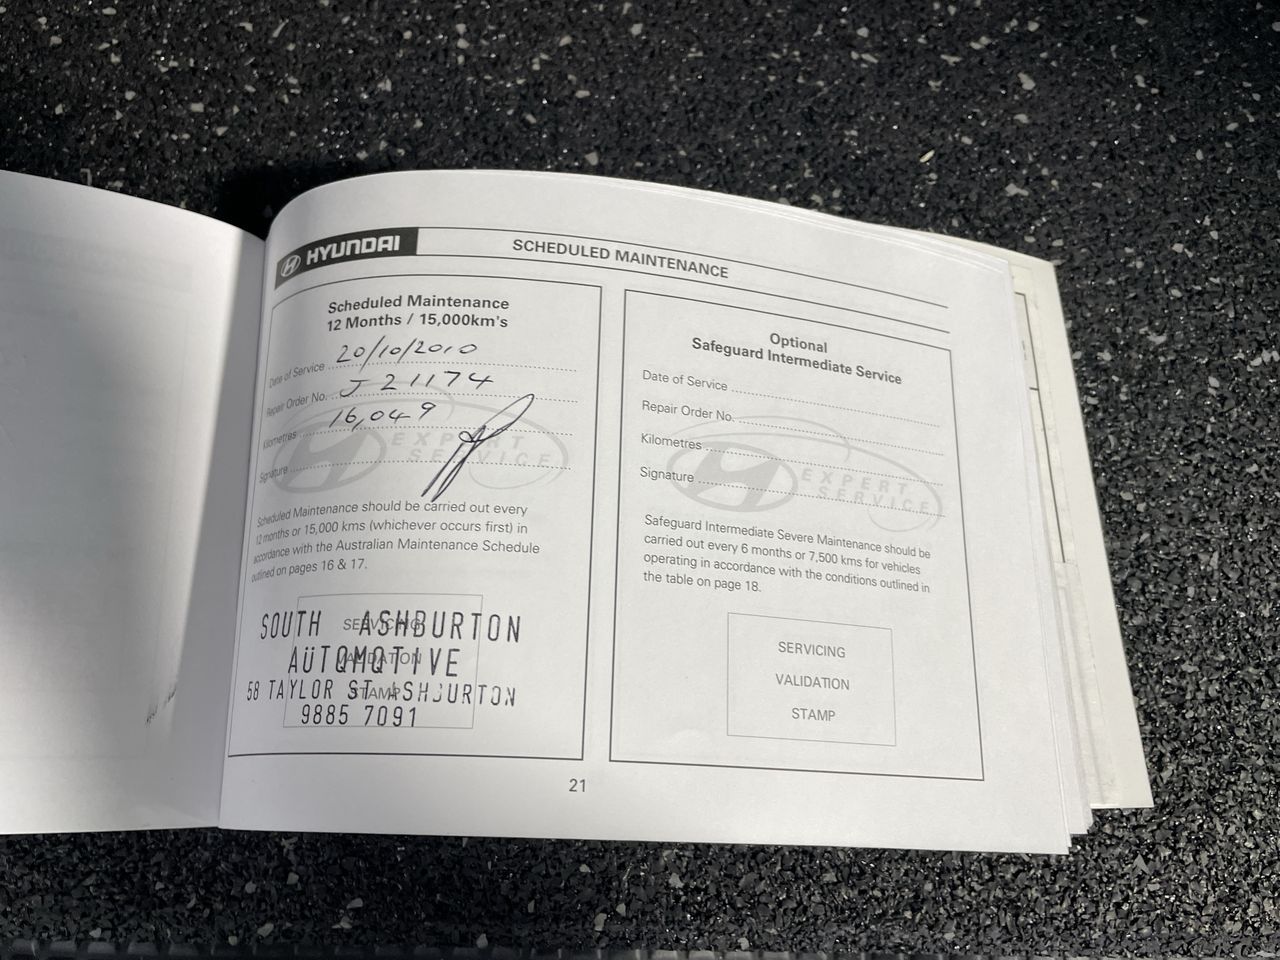 HYUNDAI
SCHEDULED MAINTENANCE
Scheduled Maintenance
12 Months / 15,000km's
Date of Service 20/10/2010
Repair Order No. J 21174
Kilometres 16,049
Signature
EXPERT
SERVICE
Scheduled Maintenance should be carried out every
12 months or 15,000 kms (whichever occurs first) in
accordance with the Australian Maintenance Schedule
outlined on pages 16 & 17.
SERVICING
VALIDATION
STAMP
SOUTH ASHBURTON
AUTOMOTIVE
58 TAYLOR ST ASHBURTON
9885 7091
Optional
Safeguard Intermediate Service
Date of Service
Repair Order No.
Kilometres
Signature
EXPERT
SERVICE
Safeguard Intermediate Severe Maintenance should be
carried out every 6 months or 7,500 kms for vehicles
operating in accordance with the conditions outlined in
the table on page 18.
SERVICING
VALIDATION
STAMP
21